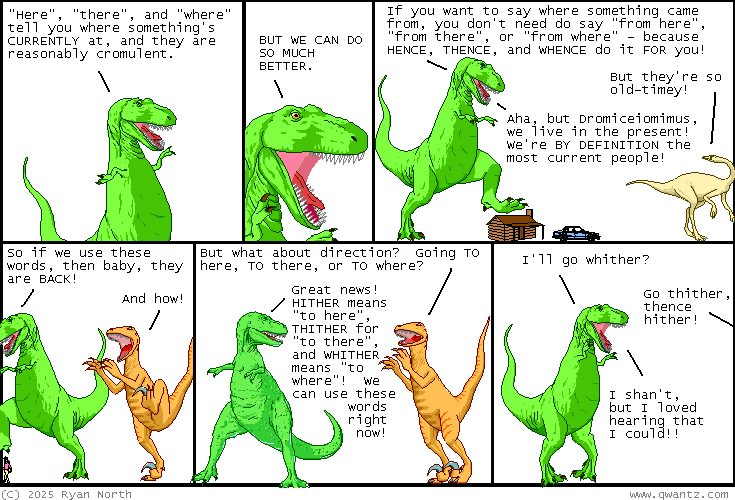 "Here", "there", and "where"
tell you where something's
CURRENTLY at, and they are
reasonably cromulent.
BUT WE CAN DO
SO MUCH
BETTER.
If you want to say where something came
from, you don't need do say "from here",
"from there", or "from where" – because
HENCE, THENCE, and WHENCE do it FOR you!
But they're so
old-timey!
Aha, but Dromiceiomimus,
we live in the present!
We're BY DEFINITION the
most current people!
So if we use these
words, then baby, they
are BACK!
And how!
But what about direction? Going TO
here, TO there, or TO where?
Great news!
HITHER means
"to here",
THITHER for
"to there",
and WHITHER
means "to
where"! We
can use these
words
right
now!
I'll go whither?
Go thither,
thence
hither!
I shan't,
but I loved
hearing that
I could!!
(C) 2025 Ryan North
www.qwantz.com